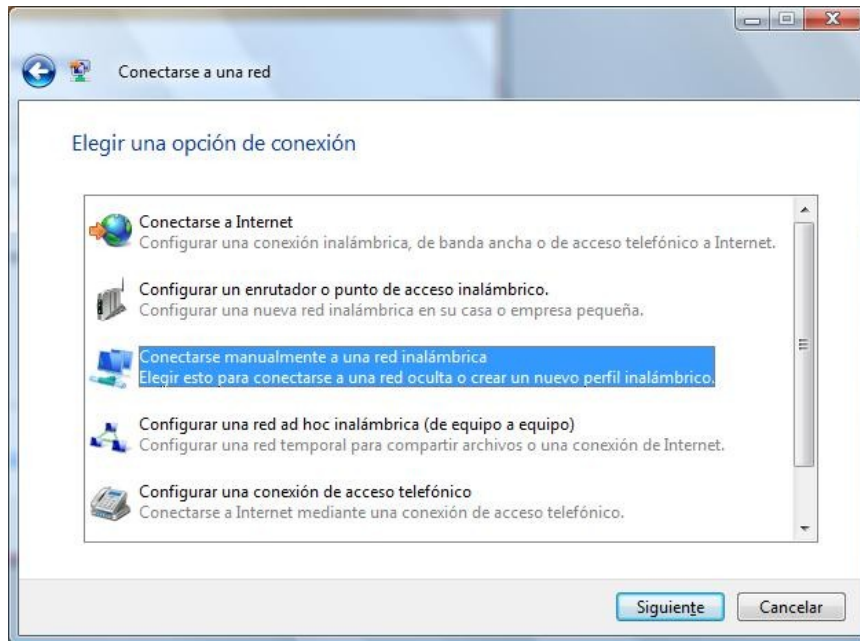 Conectarse a una red
Elegir una opción de conexión
Conectarse a Internet
Configurar una conexión inalámbrica, de banda ancha o de acceso telefónico a Internet.
Configurar un enrutador o punto de acceso inalámbrico.
Configurar una nueva red inalámbrica en su casa o empresa pequeña.
Conectarse manualmente a una red inalámbrica
Elegir esto para conectarse a una red oculta o crear un nuevo perfil inalámbrico.
Configurar una red ad hoc inalámbrica (de equipo a equipo)
Configurar una red temporal para compartir archivos o una conexión de Internet.
Configurar una conexión de acceso telefónico
Conectarse a Internet mediante una conexión de acceso telefónico.
Siguiente Cancelar